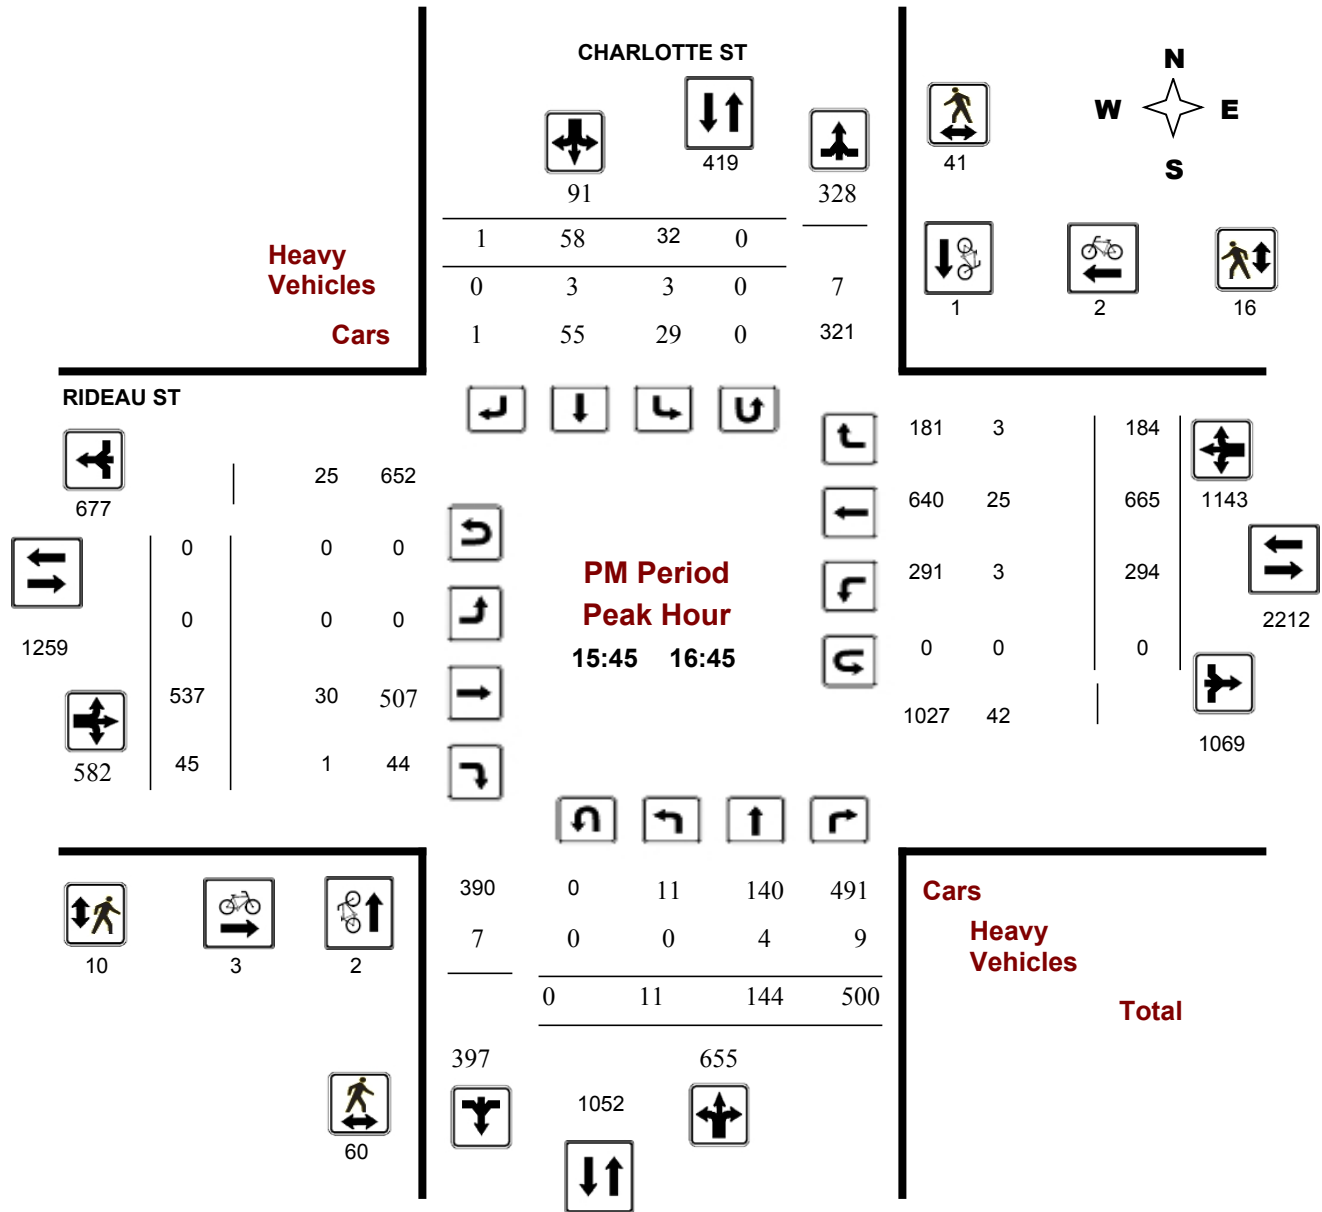 CHARLOTTE ST
N
W E
S
419
41
91
328
1 58 32 0
Heavy
Vehicles
0 3 3 0 7
Cars
1 55 29 0 321
1 2 16
RIDEAU ST
181 3 184
25 652
677
640 25 665 1143
0 0 0
PM Period
291 3 294
Peak Hour
0 0 0
2212
1259
15:45 16:45
0 0 0
537 30 507
1027 42
1069
582 45 1 44
390 0 11 140 491
Cars
7 0 0 4 9
Heavy
Vehicles
10 3 2
0 11 144 500
Total
397 655
1052
60